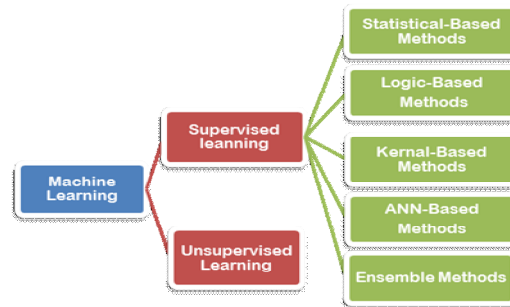 Machine
Learning
Supervised
leanning
Unsupervised
Learning
Statistical-Based
Methods
Logic-Based
Methods
Kernal-Based
Methods
ANN-Based
Methods
Ensemble Methods